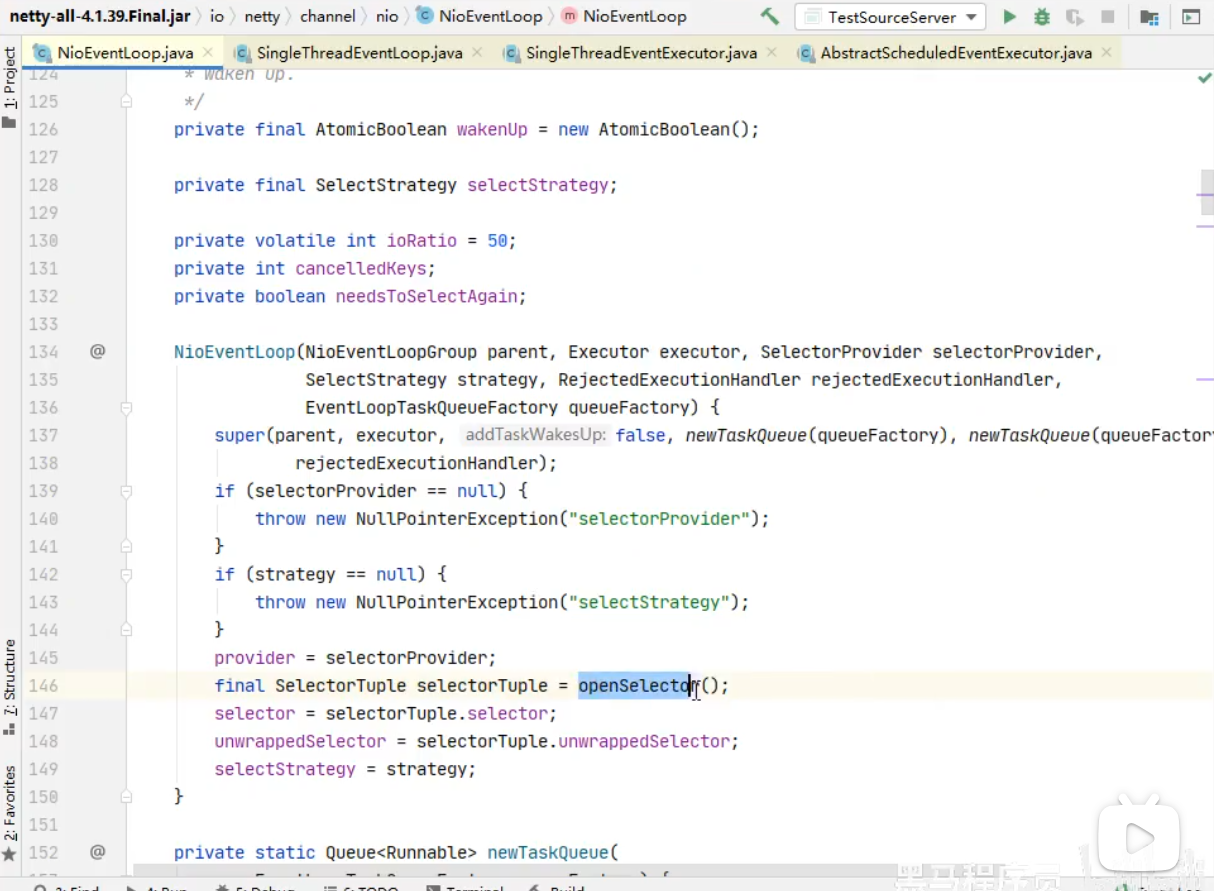 netty-all-4.1.39.Final.jar io netty channel nio NioEventLoop NioEventLoop TestSourceServer
NioEventLoop.java SingleThreadEventLoop.java SingleThreadEventExecutor.java AbstractScheduledEventExecutor.java
1: Project
7: Structure
2: Favorites
124 * waken up.
125 */
126 private final AtomicBoolean wakenUp = new AtomicBoolean();
127
128 private final SelectStrategy selectStrategy;
129
130 private volatile int ioRatio = 50;
131 private int cancelledKeys;
132 private boolean needsToSelectAgain;
133
134 @ NioEventLoop(NioEventLoopGroup parent, Executor executor, SelectorProvider selectorProvider,
135 SelectStrategy strategy, RejectedExecutionHandler rejectedExecutionHandler,
136 EventLoopTaskQueueFactory queueFactory) {
137 super(parent, executor, addTaskWakesUp: false, newTaskQueue(queueFactory), newTaskQueue(queueFactory
138 rejectedExecutionHandler);
139 if (selectorProvider == null) {
140 throw new NullPointerException("selectorProvider");
141 }
142 if (strategy == null) {
143 throw new NullPointerException("selectStrategy");
144 }
145 provider = selectorProvider;
146 final SelectorTuple selectorTuple = openSelector();
147 selector = selectorTuple.selector;
148 unwrappedSelector = selectorTuple.unwrappedSelector;
149 selectStrategy = strategy;
150 }
151
152 @ private static Queue<Runnable> newTaskQueue(
黑马程序员
3: Find 4: Run 5: Debug 6: TODO Terminal Build